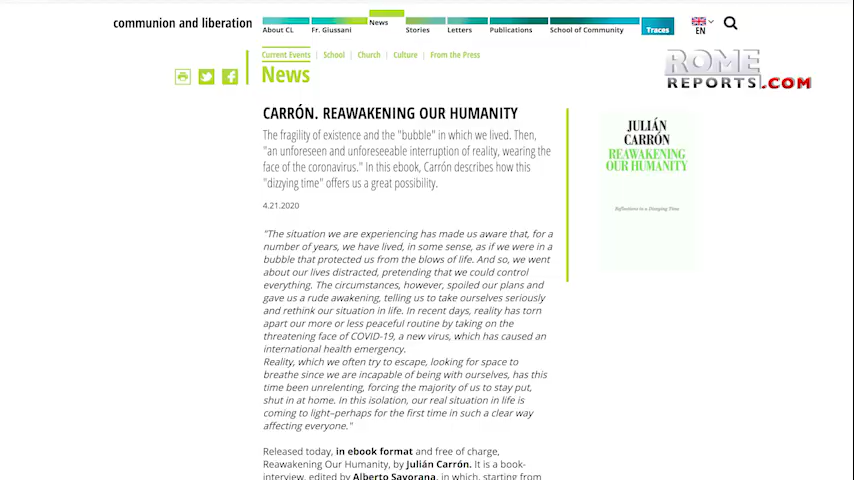 communion and liberation
About CL
Fr. Giussani
News
Stories
Letters
Publications
School of Community
Traces
EN
Current Events | School | Church | Culture | From the Press
News
ROME
REPORTS.COM
CARRÓN. REAWAKENING OUR HUMANITY
The fragility of existence and the "bubble" in which we lived. Then,
"an unforeseen and unforeseeable interruption of reality, wearing the
face of the coronavirus." In this ebook, Carrón describes how this
"dizzying time" offers us a great possibility.
4.21.2020
"The situation we are experiencing has made us aware that, for a
number of years, we have lived, in some sense, as if we were in a
bubble that protected us from the blows of life. And so, we went
about our lives distracted, pretending that we could control
everything. The circumstances, however, spoiled our plans and
gave us a rude awakening, telling us to take ourselves seriously
and rethink our situation in life. In recent days, reality has torn
apart our more or less peaceful routine by taking on the
threatening face of COVID-19, a new virus, which has caused an
international health emergency.
Reality, which we often try to escape, looking for space to
breathe since we are incapable of being with ourselves, has this
time been unrelenting, forcing the majority of us to stay put,
shut in at home. In this isolation, our real situation in life is
coming to light–perhaps for the first time in such a clear way
affecting everyone."
Released today, in ebook format and free of charge,
Reawakening Our Humanity, by Julián Carrón. It is a book-
interview, edited by Alberto Savorana, in which, starting from
JULIÁN
CARRÓN
REAWAKENING
OUR HUMANITY
Reflections in a Dizzying Time